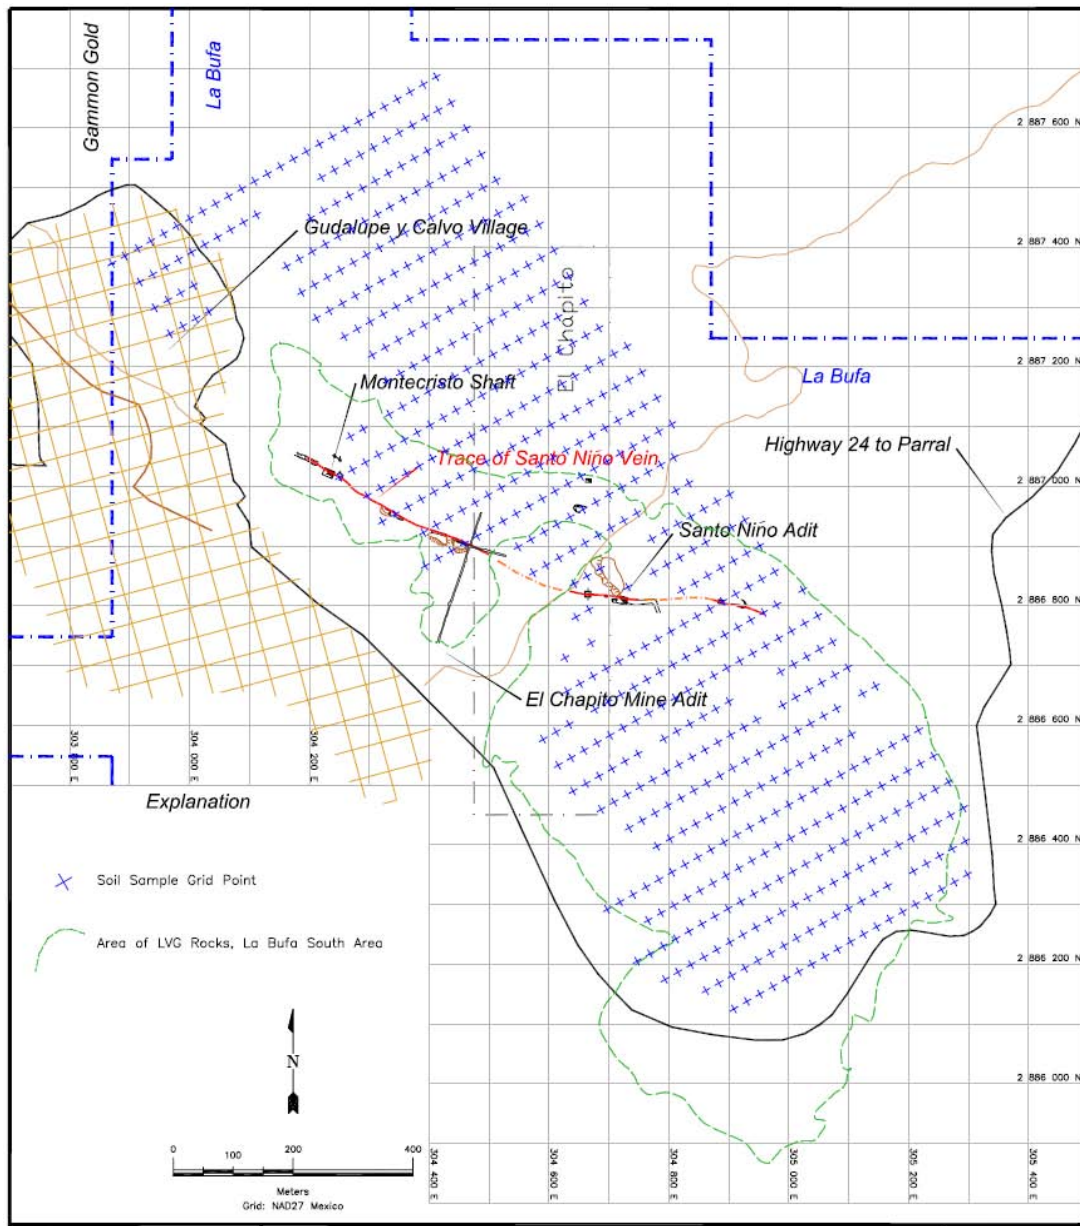 Gammon Gold
La Bufa
2 887 600 N
Gudalupe y Calvo Village
2 887 400 N
El Chapito
2 887 200 N
Montecristo Shaft
La Bufa
Highway 24 to Parral
Trace of Santo Niño Vein
2 887 000 N
Santo Niño Adit
2 886 800 N
El Chapito Mine Adit
2 886 600 N
303 800 E
304 000 E
304 200 E
Explanation
2 886 400 N
Soil Sample Grid Point
Area of LVG Rocks, La Bufa South Area
2 886 200 N
N
2 886 000 N
0 100 200 400
Meters
Grid: NAD27 Mexico
304 400 E
304 600 E
304 800 E
305 000 E
305 200 E
305 400 E